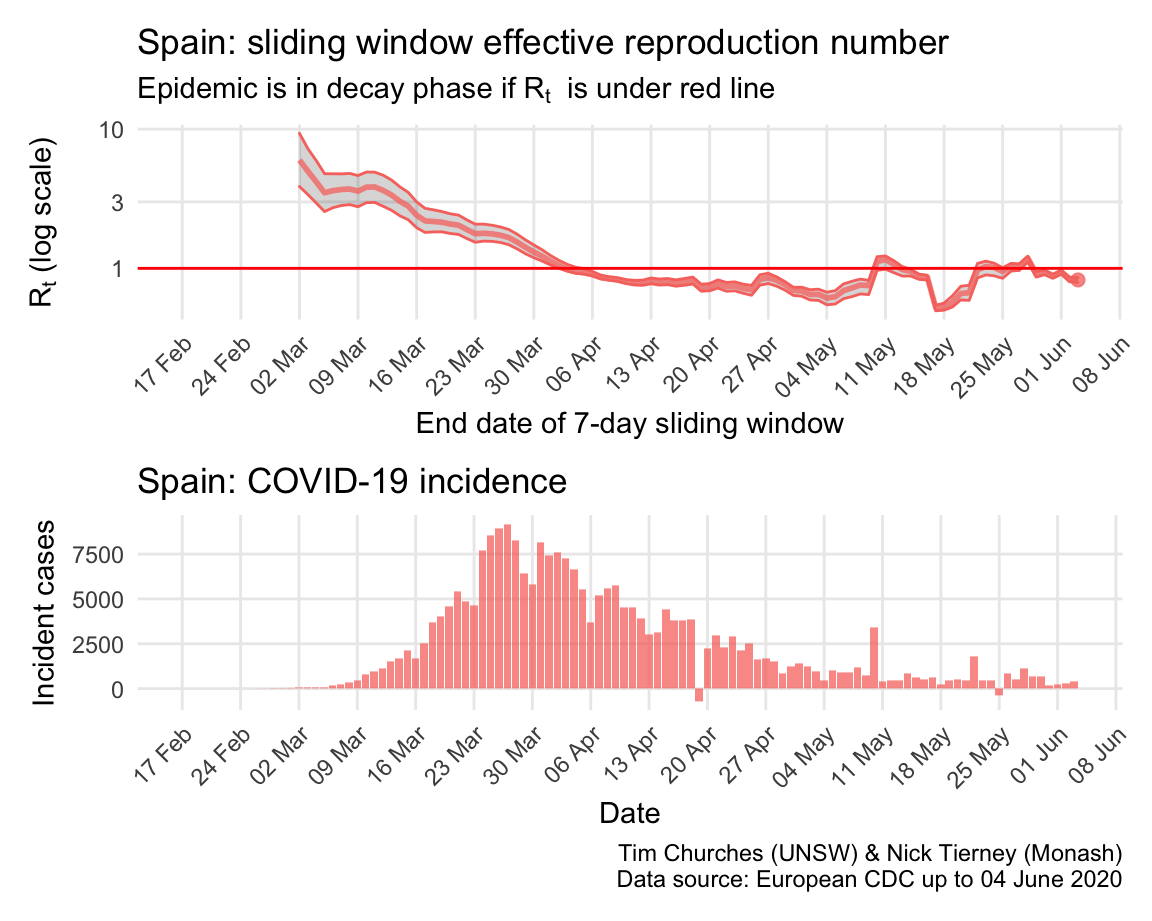 Spain: sliding window effective reproduction number
Epidemic is in decay phase if Rt is under red line
Rt (log scale)
10
3
1
17 Feb
24 Feb
02 Mar
09 Mar
16 Mar
23 Mar
30 Mar
06 Apr
13 Apr
20 Apr
27 Apr
04 May
11 May
18 May
25 May
01 Jun
08 Jun
End date of 7-day sliding window
Spain: COVID-19 incidence
Incident cases
7500
5000
2500
0
17 Feb
24 Feb
02 Mar
09 Mar
16 Mar
23 Mar
30 Mar
06 Apr
13 Apr
20 Apr
27 Apr
04 May
11 May
18 May
25 May
01 Jun
08 Jun
Date
Tim Churches (UNSW) & Nick Tierney (Monash)
Data source: European CDC up to 04 June 2020